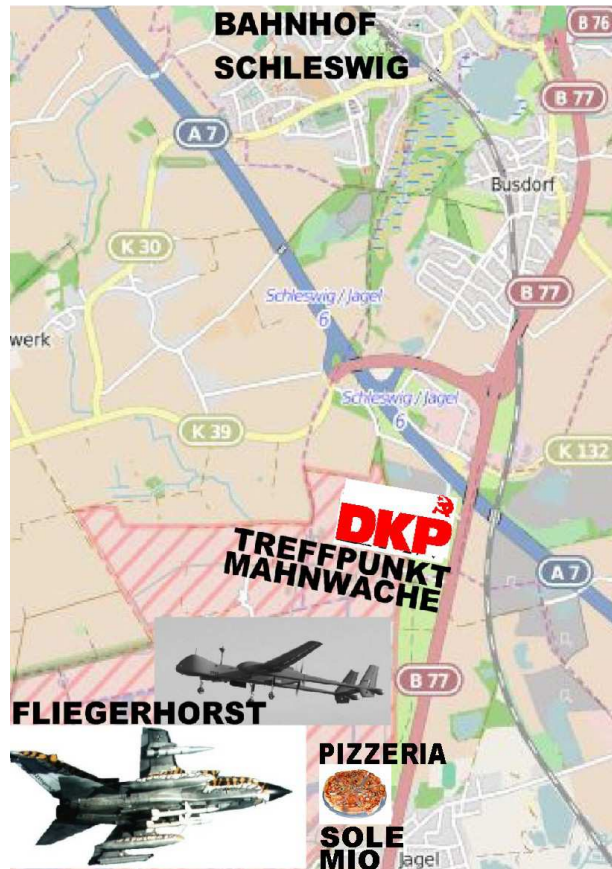 BAHNHOF
SCHLESWIG
B 76
B 77
A 7
Busdorf
K 30
B 77
Schleswig / Jagel
6
werk
Schleswig / Jagel
6
K 39
K 132
DKP
TREFFPUNKT
MAHNWACHE
A 7
B 77
FLIEGERHORST
PIZZERIA
SOLE
MIO
Jagel